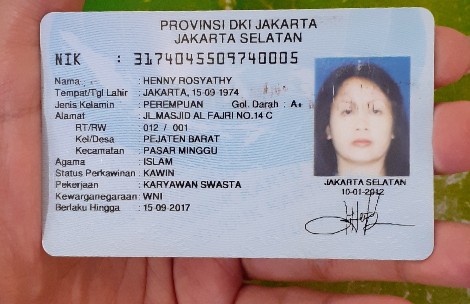 PROVINSI DKI JAKARTA
JAKARTA SELATAN
NIK : 3174045509740005
Nama : HENNY ROSYATHY
Tempat/Tgl Lahir : JAKARTA, 15-09-1974
Jenis Kelamin : PEREMPUAN Gol. Darah : A+
Alamat : JL.MASJID AL FAJRI NO.14 C
RT/RW : 012 / 001
Kel/Desa : PEJATEN BARAT
Kecamatan : PASAR MINGGU
Agama : ISLAM
Status Perkawinan : KAWIN
Pekerjaan : KARYAWAN SWASTA
Kewarganegaraan : WNI
Berlaku Hingga : 15-09-2017
JAKARTA SELATAN
10-01-2012